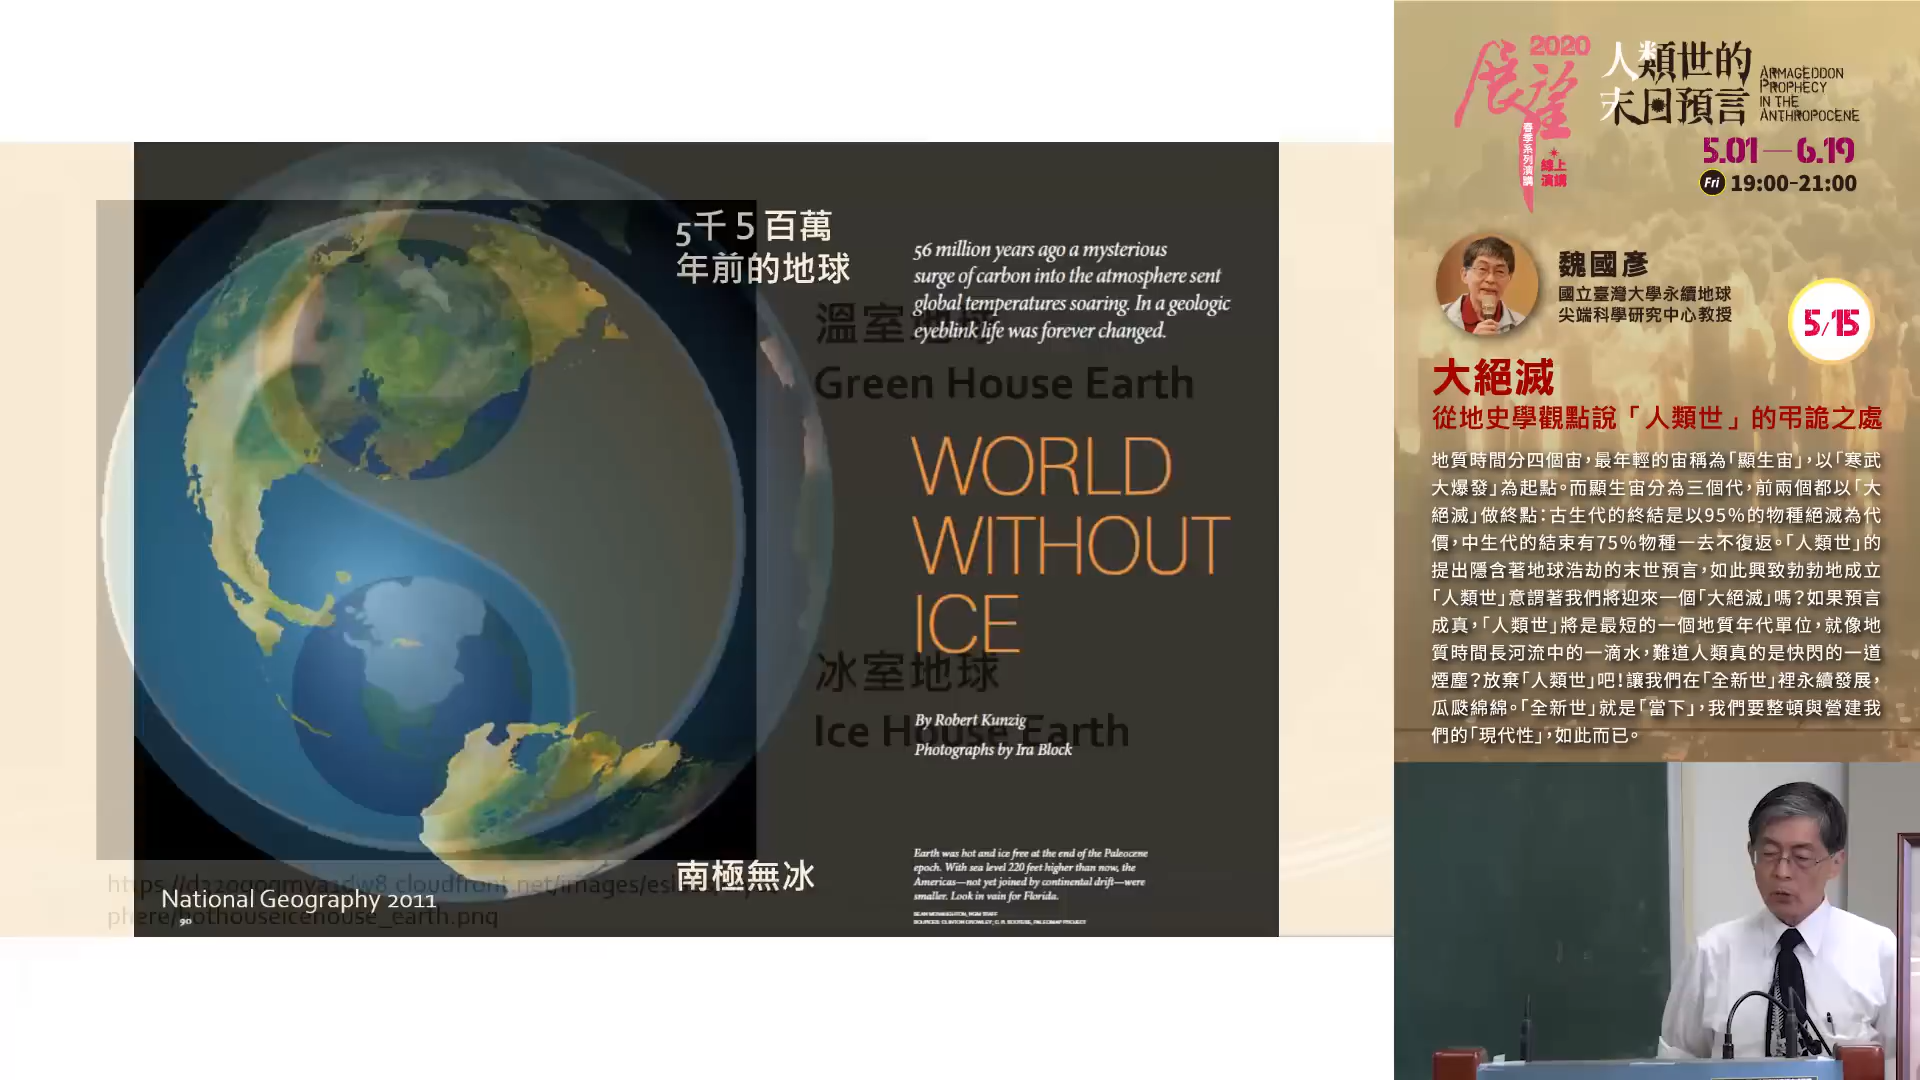 5千5百萬
年前的地球
56 million years ago a mysterious
surge of carbon into the atmosphere sent
global temperatures soaring. In a geologic
eyeblink life was forever changed.
溫室地球
Green House Earth
WORLD
WITHOUT
ICE
冰室地球
Ice House Earth
By Robert Kunzig
Photographs by Ira Block
南極無冰
Earth was hot and ice free at the end of the Paleocene
epoch. With sea level 220 feet higher than now, the
Americas—not yet joined by continental drift—were
smaller. Look in vain for Florida.
National Geography 2011
90
phere/hothouseicehouse_earth.png
2020
展望
春季系列演講
線上
演講
人類世的
末日預言
ARMAGEDDON
PROPHECY
IN THE
ANTHROPOCENE
5.01—6.19
Fri 19:00-21:00
魏國彥
國立臺灣大學永續地球
尖端科學研究中心教授
5/15
大絕滅
從地史學觀點說「人類世」的弔詭之處
地質時間分四個宙,最年輕的宙稱為「顯生宙」,以「寒武
大爆發」為起點。而顯生宙分為三個代,前兩個都以「大
絕滅」做終點:古生代的終結是以95%的物種絕滅為代
價,中生代的結束有75%物種一去不復返。「人類世」的
提出隱含著地球浩劫的末世預言,如此興致勃勃地成立
「人類世」意謂著我們將迎來一個「大絕滅」嗎?如果預言
成真,「人類世」將是最短的一個地質年代單位,就像地
質時間長河流中的一滴水,難道人類真的是快閃的一道
煙塵?放棄「人類世」吧!讓我們在「全新世」裡永續發展,
瓜瓞綿綿。「全新世」就是「當下」,我們要整頓與營建我
們的「現代性」,如此而已。